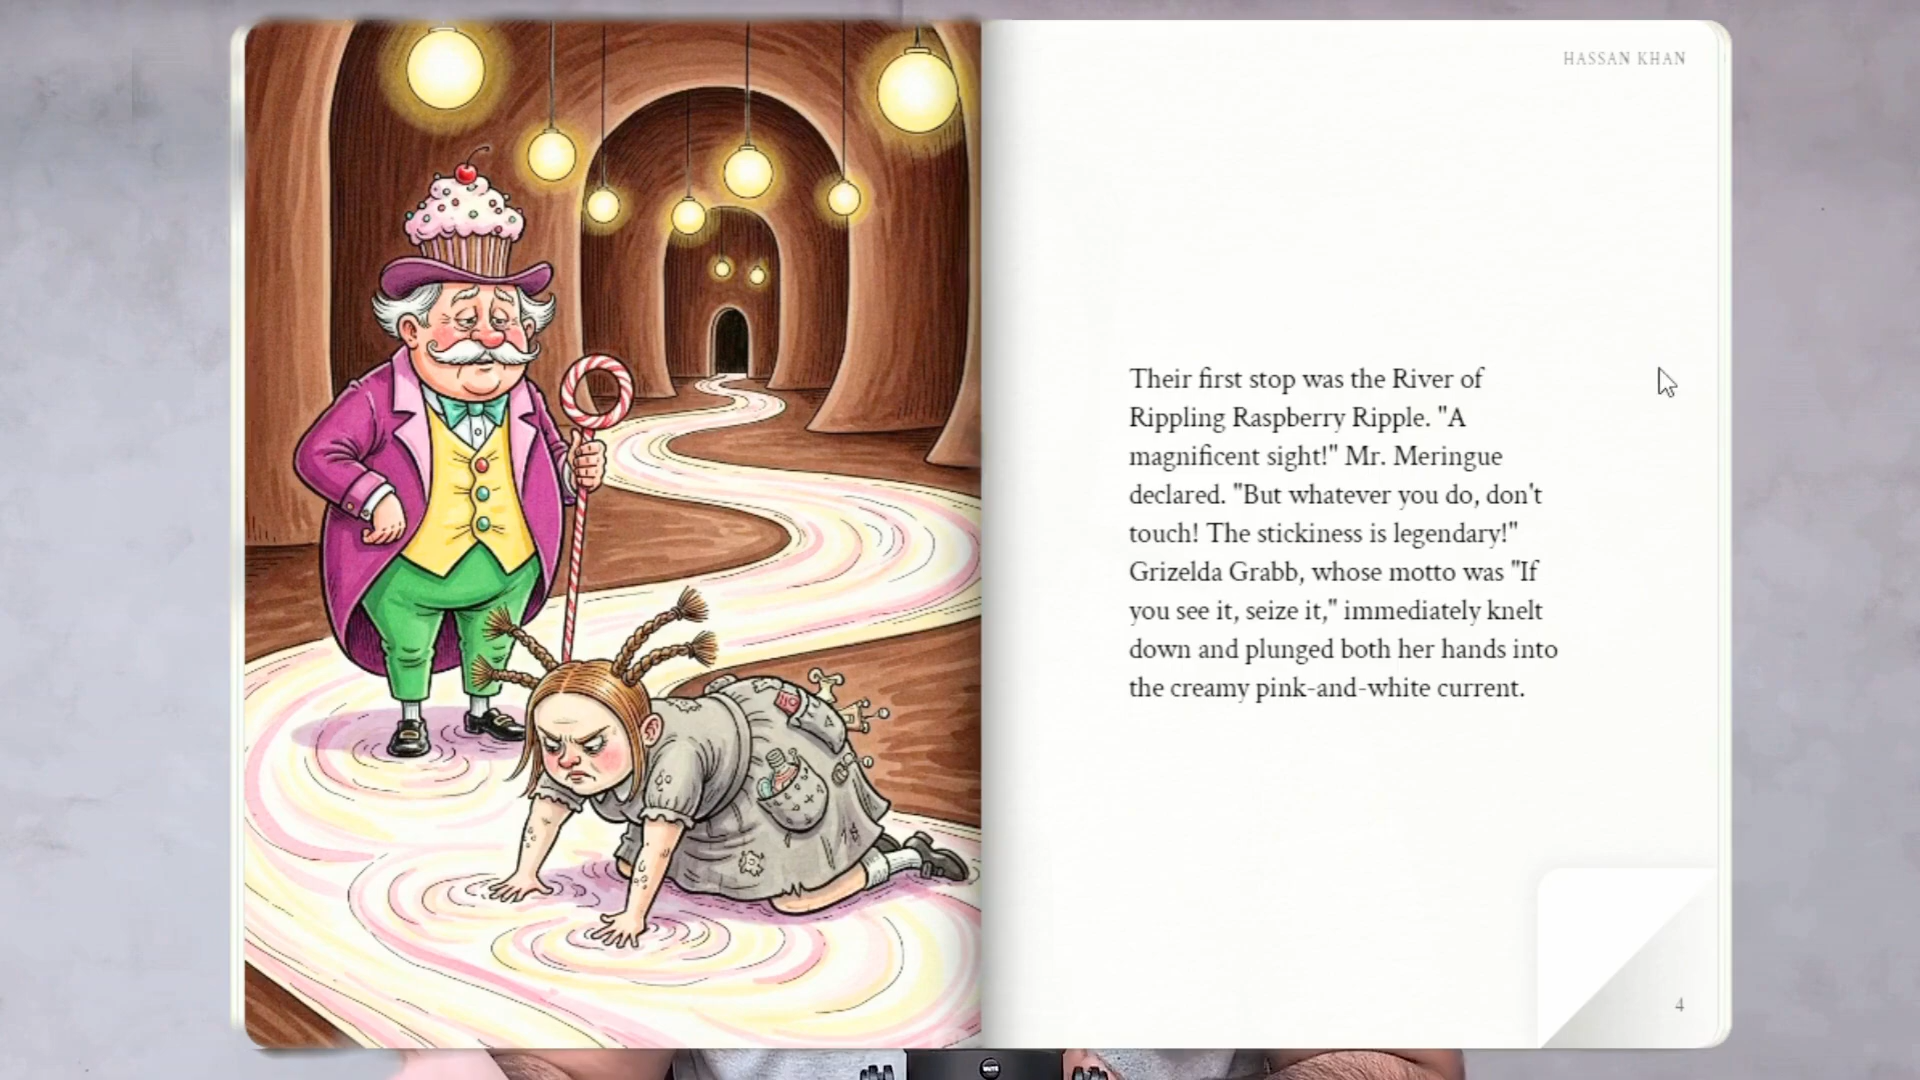 HASSAN KHAN
Their first stop was the River of
Rippling Raspberry Ripple. "A
magnificent sight!" Mr. Meringue
declared. "But whatever you do, don't
touch! The stickiness is legendary!"
Grizelda Grabb, whose motto was "If
you see it, seize it," immediately knelt
down and plunged both her hands into
the creamy pink-and-white current.
4